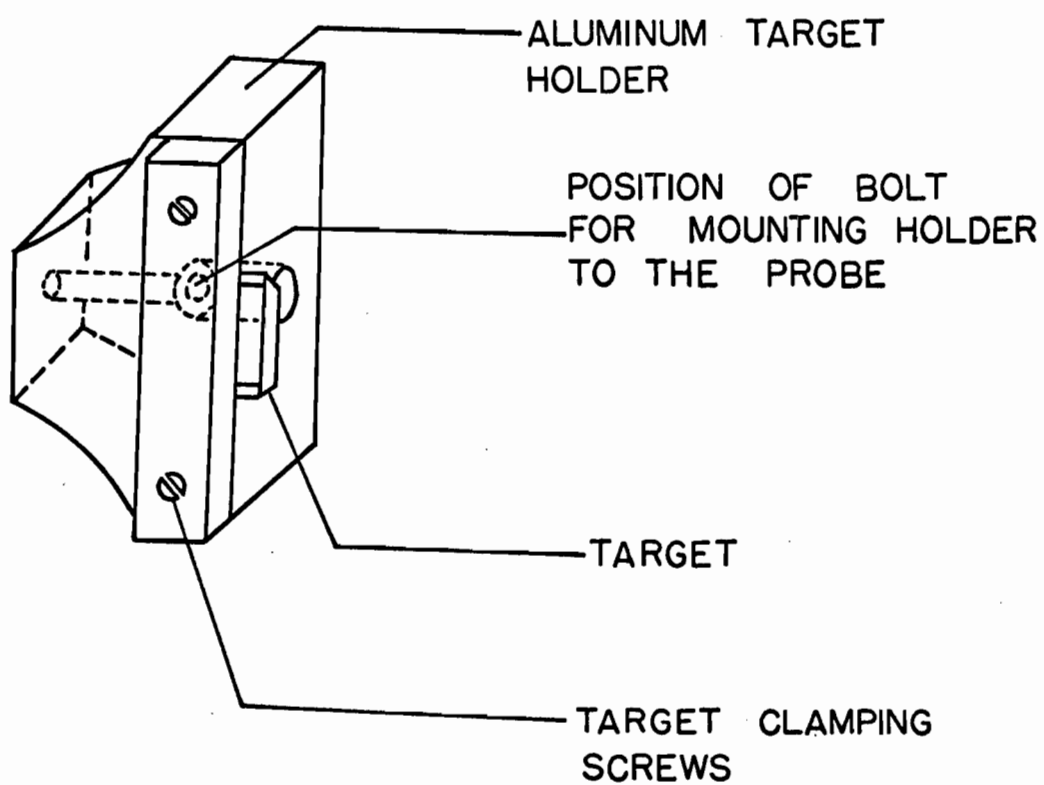 ALUMINUM TARGET
HOLDER
POSITION OF BOLT
FOR MOUNTING HOLDER
TO THE PROBE
TARGET
TARGET CLAMPING
SCREWS